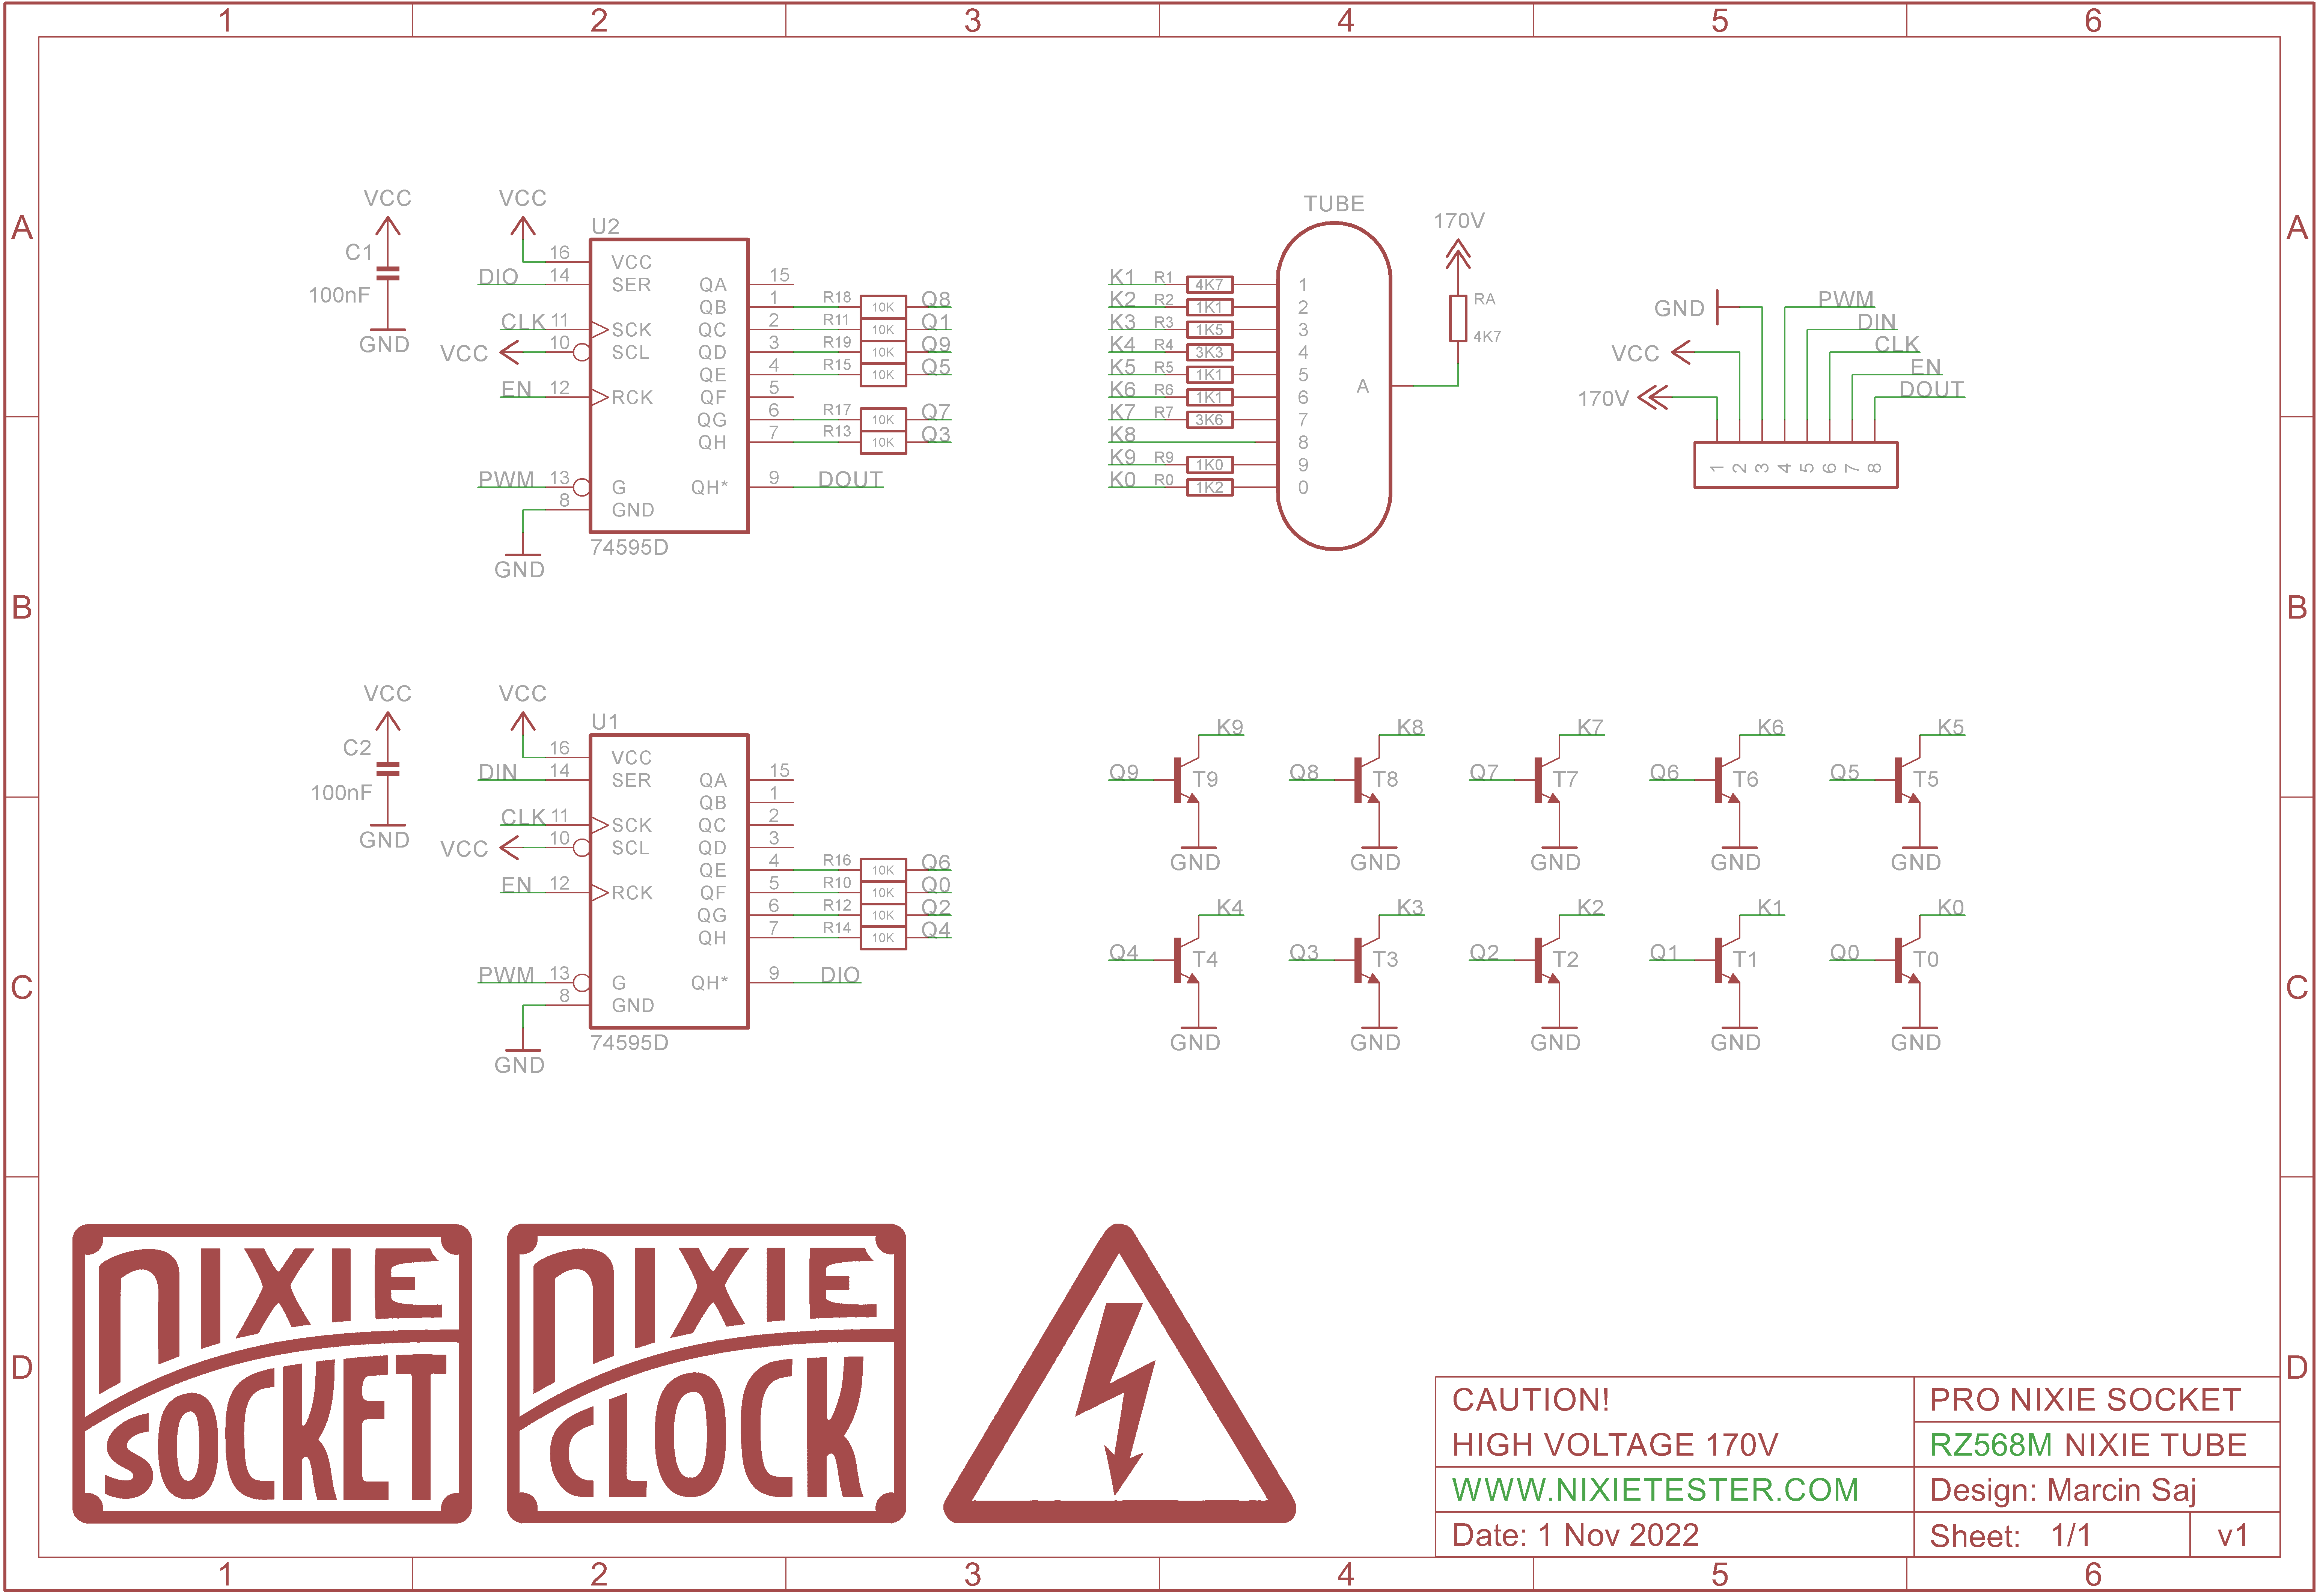 1 2 3 4 5 6
A A
B B
C C
D D
VCC
C1
100nF
GND
VCC
U2
16 VCC
DIO 14 SER
CLK 11 SCK
VCC 10 SCL
EN 12 RCK
PWM 13 G
8 GND
GND
74595D
QA 15
QB 1 R18 10K Q8
QC 2 R11 10K Q1
QD 3 R19 10K Q9
QE 4 R15 10K Q5
QF 5
QG 6 R17 10K Q7
QH 7 R13 10K Q3
QH* 9 DOUT
TUBE
K1 R1 4K7 1
K2 R2 1K1 2
K3 R3 1K5 3
K4 R4 3K3 4
K5 R5 1K1 5
K6 R6 1K1 6
K7 R7 3K6 7
K8 8
K9 R9 1K0 9
K0 R0 1K2 0
A
170V
RA
4K7
GND
VCC
170V
PWM
DIN
CLK
EN
DOUT
1 2 3 4 5 6 7 8
VCC
C2
100nF
GND
VCC
U1
16 VCC
DIN 14 SER
CLK 11 SCK
VCC 10 SCL
EN 12 RCK
PWM 13 G
8 GND
GND
74595D
QA 15
QB 1
QC 2
QD 3
QE 4 R16 10K Q6
QF 5 R10 10K Q0
QG 6 R12 10K Q2
QH 7 R14 10K Q4
QH* 9 DIO
K9 K8 K7 K6 K5
Q9 T9 Q8 T8 Q7 T7 Q6 T6 Q5 T5
GND GND GND GND GND
K4 K3 K2 K1 K0
Q4 T4 Q3 T3 Q2 T2 Q1 T1 Q0 T0
GND GND GND GND GND
NIXIE
SOCKET
NIXIE
CLOCK
CAUTION!
HIGH VOLTAGE 170V
WWW.NIXIETESTER.COM
Date: 1 Nov 2022
PRO NIXIE SOCKET
RZ568M NIXIE TUBE
Design: Marcin Saj
Sheet: 1/1 v1
1 2 3 4 5 6